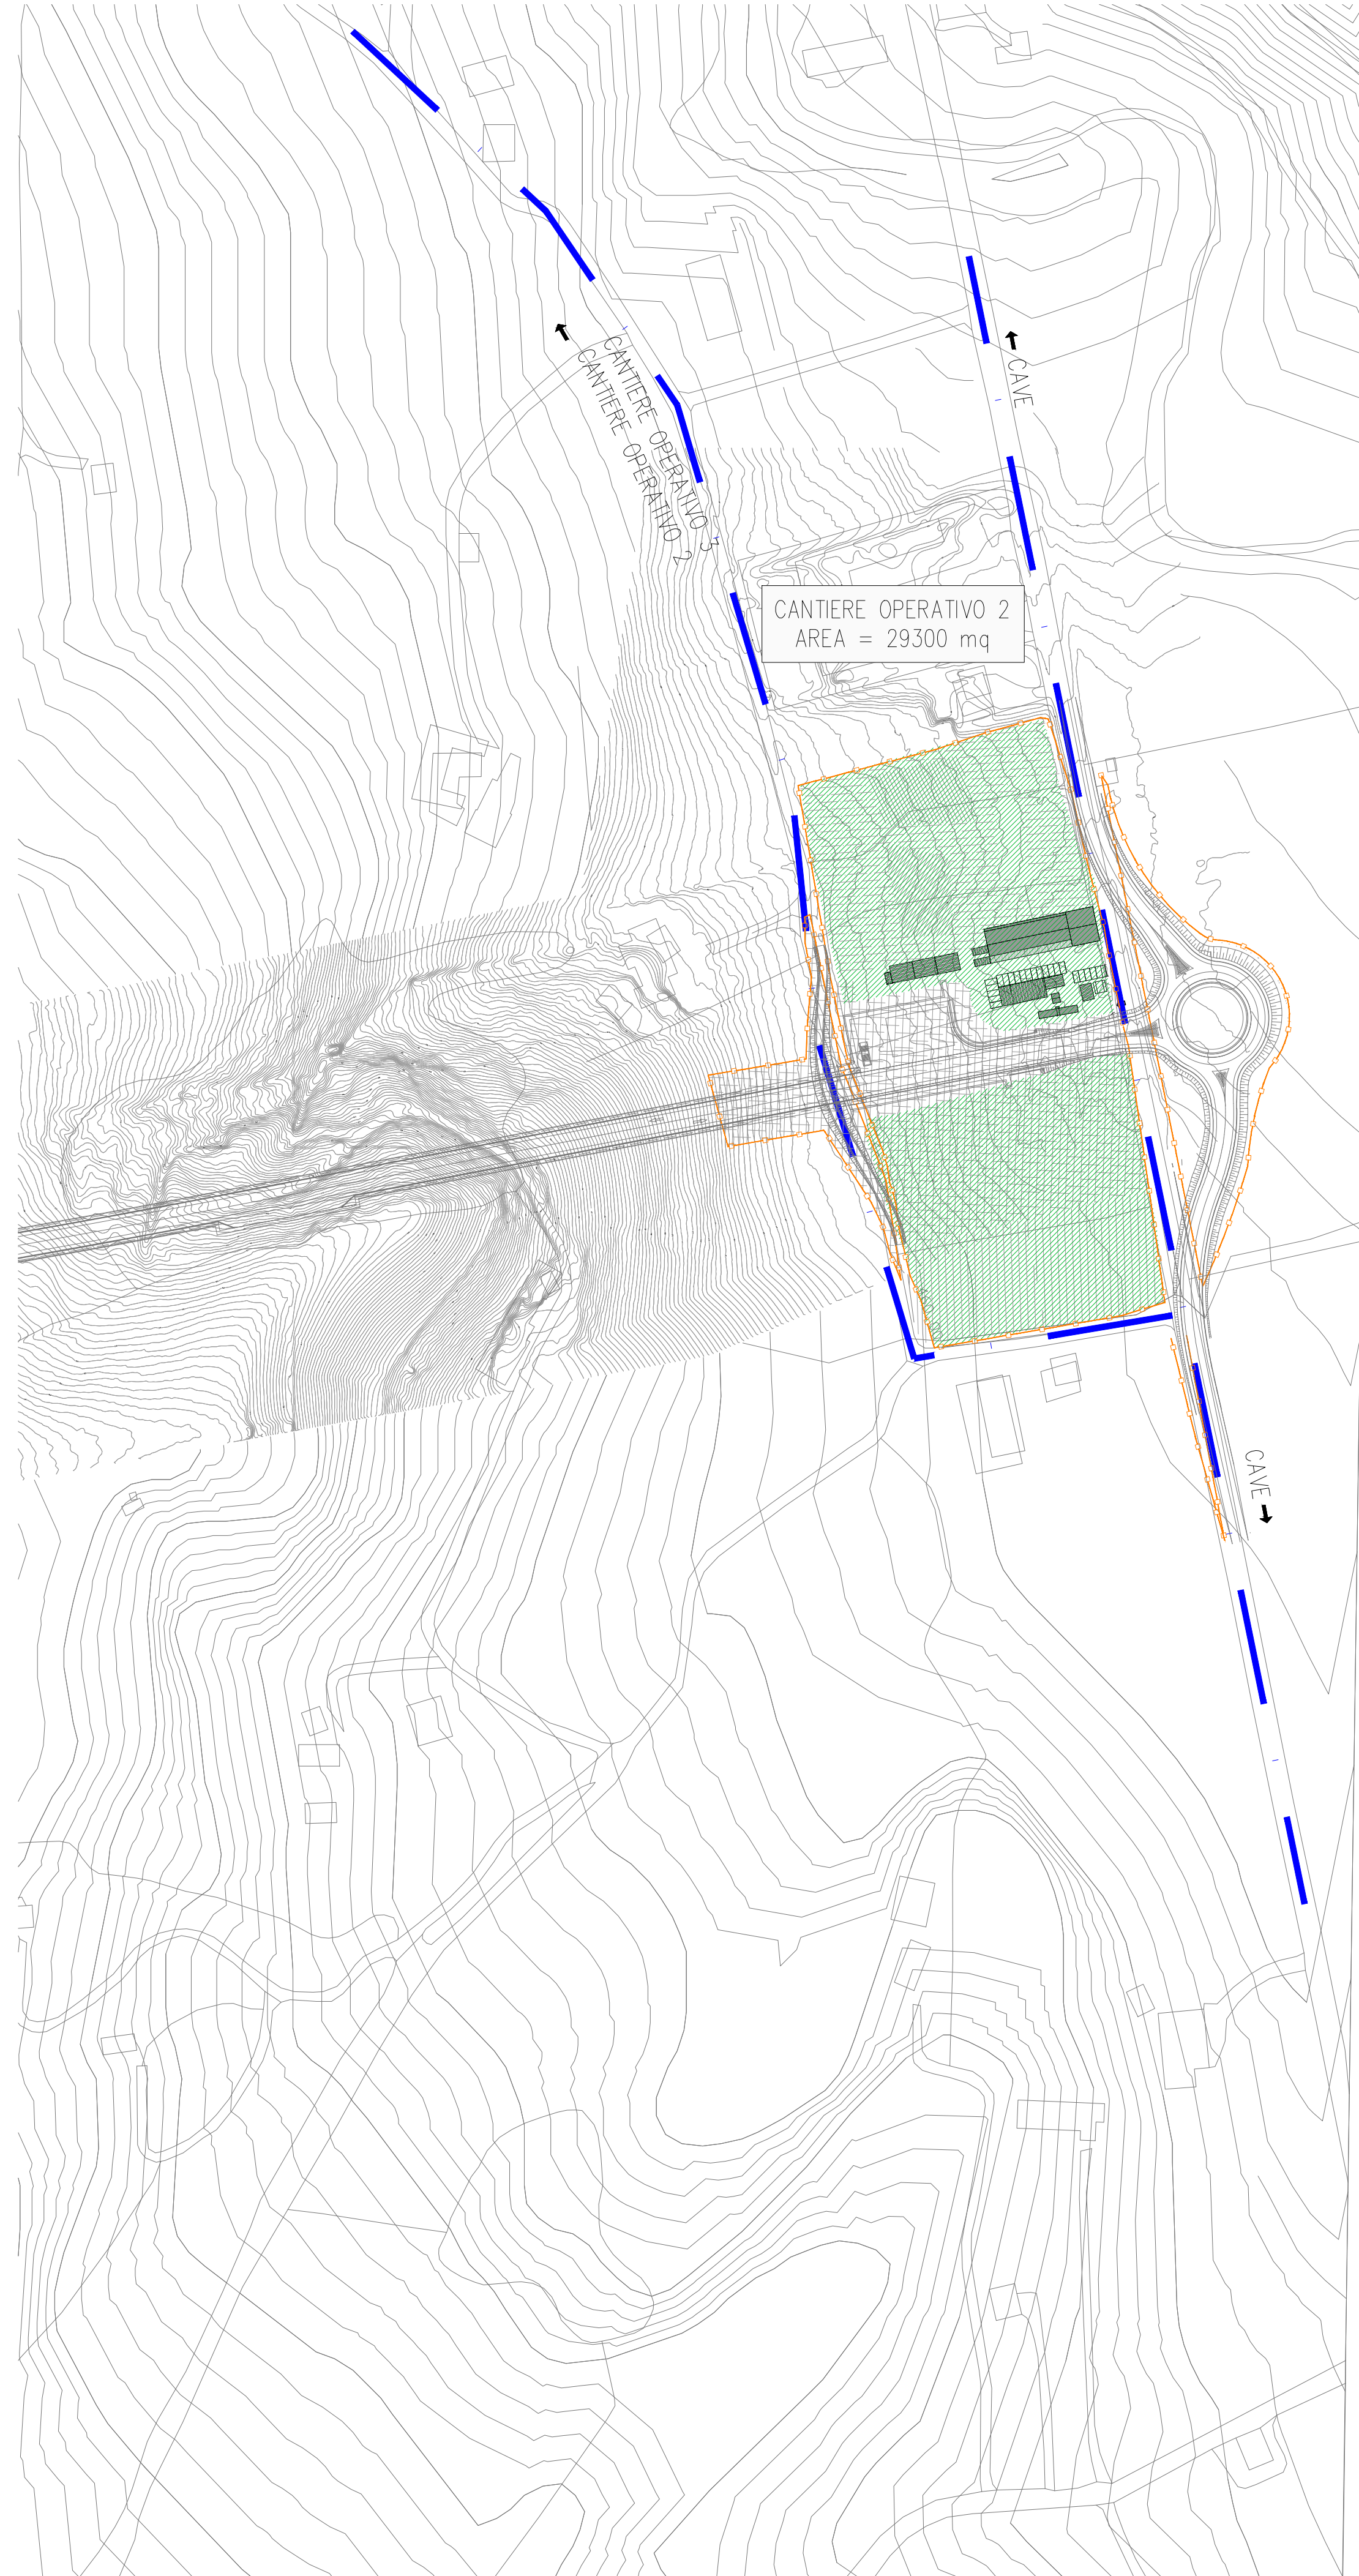 CANTIERE OPERATIVO 3
CANTIERE OPERATIVO 2
CAVE
CANTIERE OPERATIVO 2
AREA = 29300 mq
CAVE